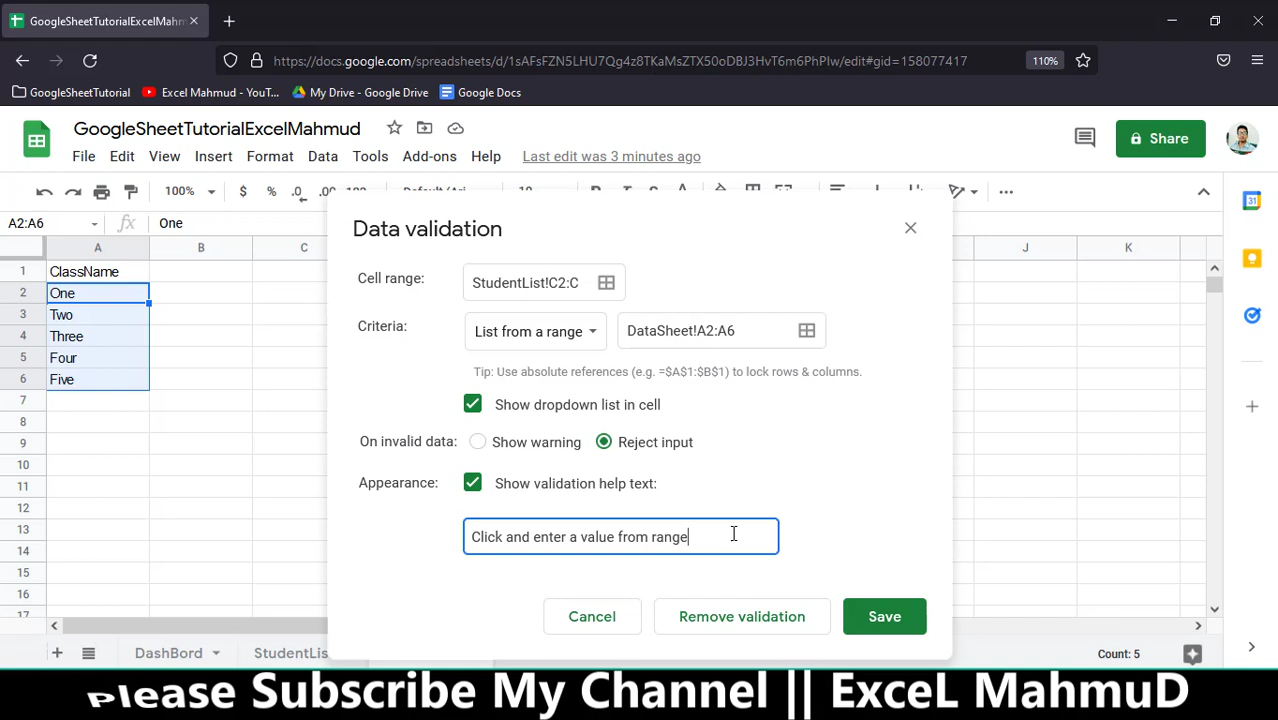 GoogleSheetTutorialExcelMahm
https://docs.google.com/spreadsheets/d/1sAFsFZN5LHU7Qg4z8TKaMsZTX50oDBJ3HvT6m6PhPIw/edit#gid=158077417
110%
GoogleSheetTutorial
Excel Mahmud - YouT...
My Drive - Google Drive
Google Docs
GoogleSheetTutorialExcelMahmud
File Edit View Insert Format Data Tools Add-ons Help Last edit was 3 minutes ago
Share
100% $ % .0
A2:A6 fx One
A B C J K
1 ClassName
2 One
3 Two
4 Three
5 Four
6 Five
7
8
9
10
11
12
13
14
15
16
17
Data validation
Cell range: StudentList!C2:C
Criteria: List from a range DataSheet!A2:A6
Tip: Use absolute references (e.g. =$A$1:$B$1) to lock rows & columns.
Show dropdown list in cell
On invalid data: Show warning Reject input
Appearance: Show validation help text:
Click and enter a value from range
Cancel Remove validation Save
DashBord StudentLis Count: 5
Please Subscribe My Channel || ExceL MahmuD